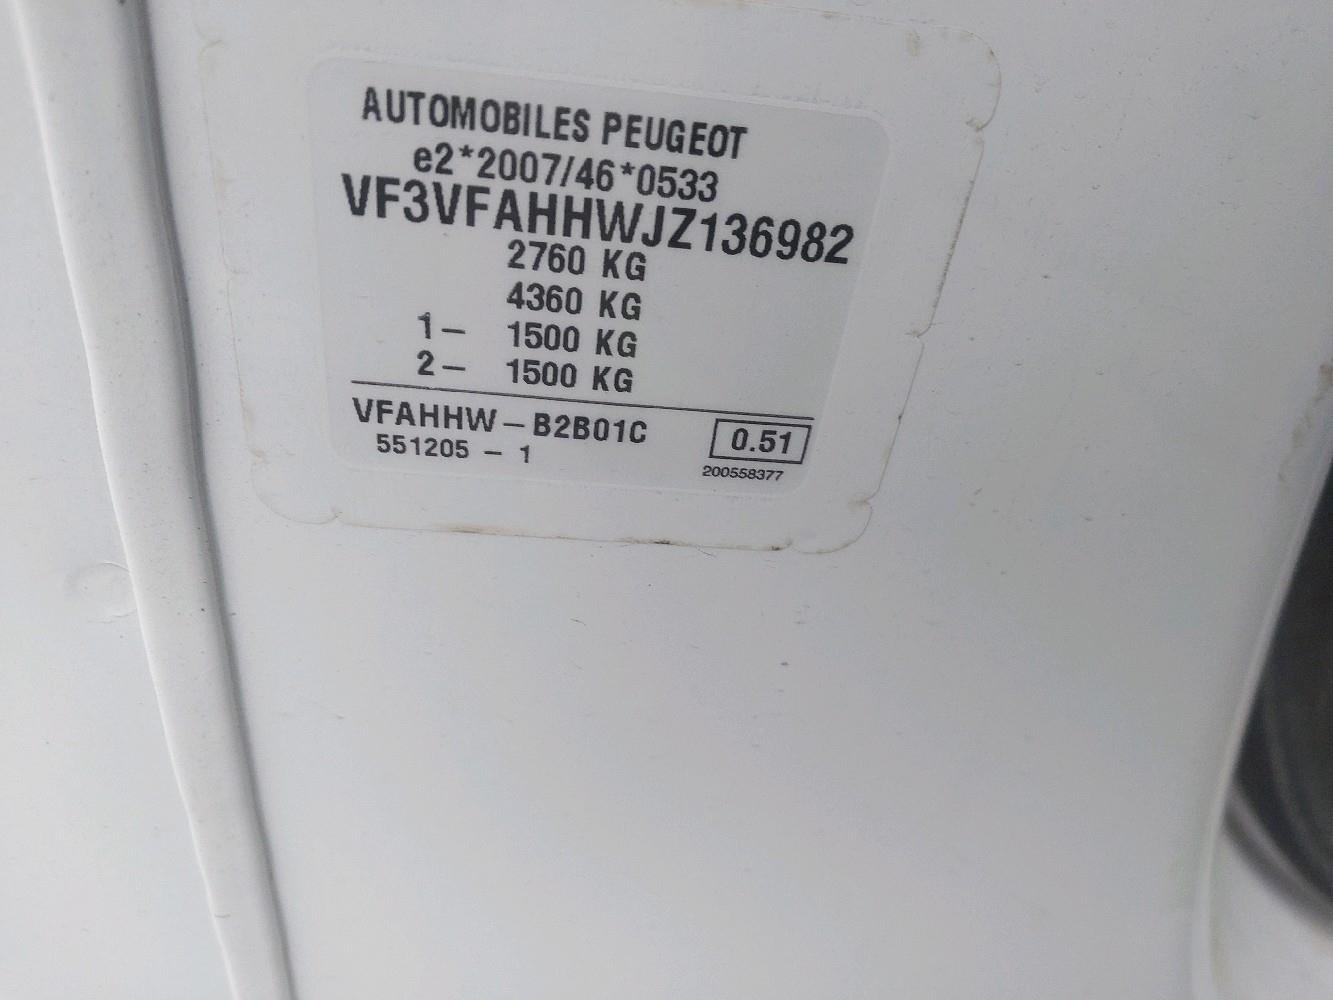 AUTOMOBILES PEUGEOT
e2*2007/46*0533
VF3VFAHHWJZ136982
2760 KG
4360 KG
1- 1500 KG
2- 1500 KG
VFAHHW-B2B01C
0.51
551205 - 1
200558377